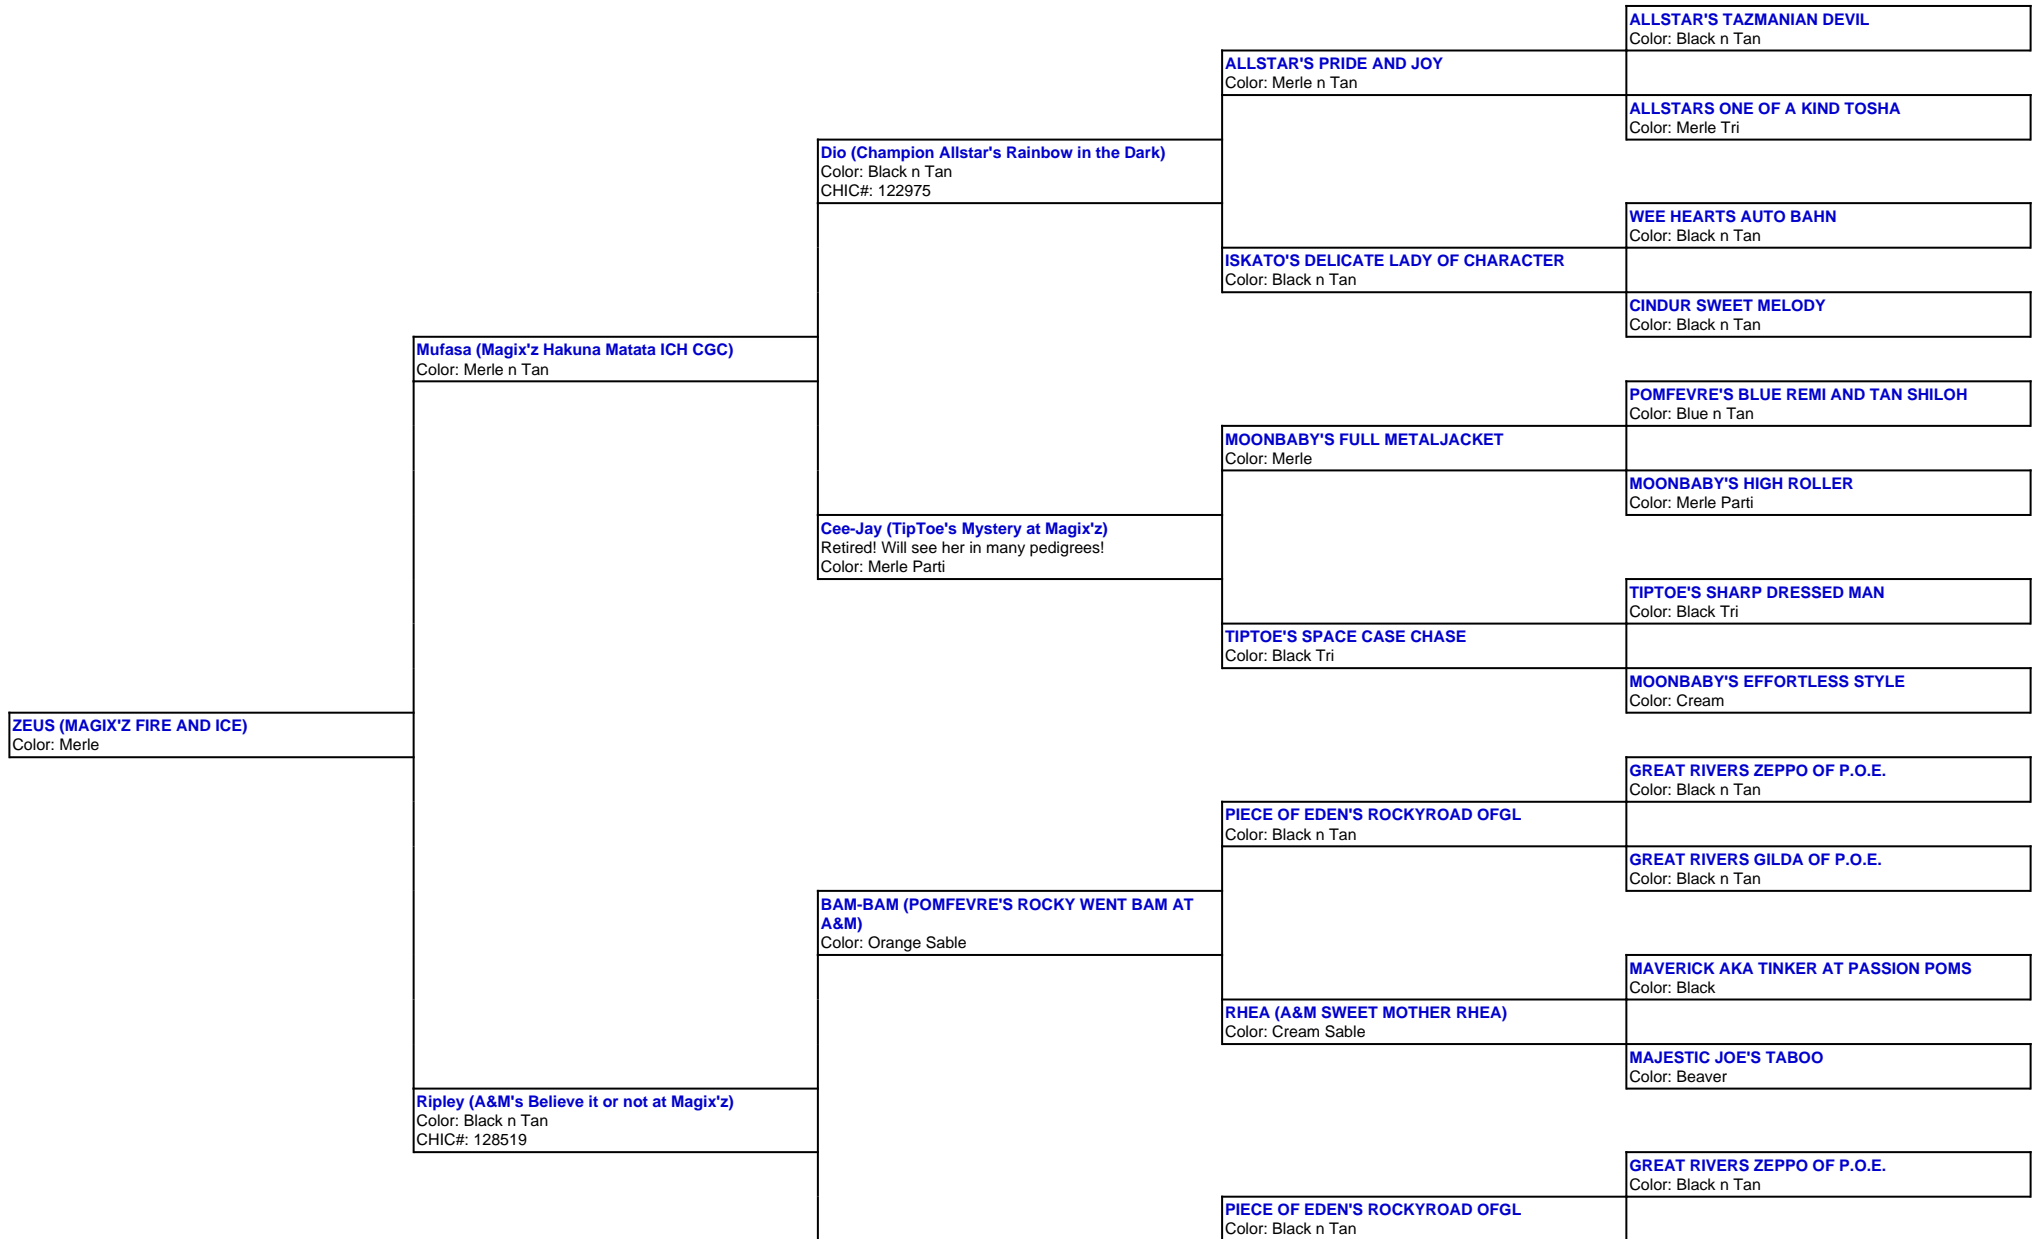 ALLSTAR'S TAZMANIAN DEVIL
Color: Black n Tan
ALLSTAR'S PRIDE AND JOY
Color: Merle n Tan
ALLSTARS ONE OF A KIND TOSHA
Color: Merle Tri
Dio (Champion Allstar's Rainbow in the Dark)
Color: Black n Tan
CHIC#: 122975
WEE HEARTS AUTO BAHN
Color: Black n Tan
ISKATO'S DELICATE LADY OF CHARACTER
Color: Black n Tan
CINDUR SWEET MELODY
Color: Black n Tan
Mufasa (Magix'z Hakuna Matata ICH CGC)
Color: Merle n Tan
POMFEVRE'S BLUE REMI AND TAN SHILOH
Color: Blue n Tan
MOONBABY'S FULL METALJACKET
Color: Merle
MOONBABY'S HIGH ROLLER
Color: Merle Parti
Cee-Jay (TipToe's Mystery at Magix'z)
Retired! Will see her in many pedigrees!
Color: Merle Parti
TIPTOE'S SHARP DRESSED MAN
Color: Black Tri
TIPTOE'S SPACE CASE CHASE
Color: Black Tri
MOONBABY'S EFFORTLESS STYLE
Color: Cream
ZEUS (MAGIX'Z FIRE AND ICE)
Color: Merle
GREAT RIVERS ZEPPO OF P.O.E.
Color: Black n Tan
PIECE OF EDEN'S ROCKYROAD OFGL
Color: Black n Tan
GREAT RIVERS GILDA OF P.O.E.
Color: Black n Tan
BAM-BAM (POMFEVRE'S ROCKY WENT BAM AT
A&M)
Color: Orange Sable
MAVERICK AKA TINKER AT PASSION POMS
Color: Black
RHEA (A&M SWEET MOTHER RHEA)
Color: Cream Sable
MAJESTIC JOE'S TABOO
Color: Beaver
Ripley (A&M's Believe it or not at Magix'z)
Color: Black n Tan
CHIC#: 128519
GREAT RIVERS ZEPPO OF P.O.E.
Color: Black n Tan
PIECE OF EDEN'S ROCKYROAD OFGL
Color: Black n Tan